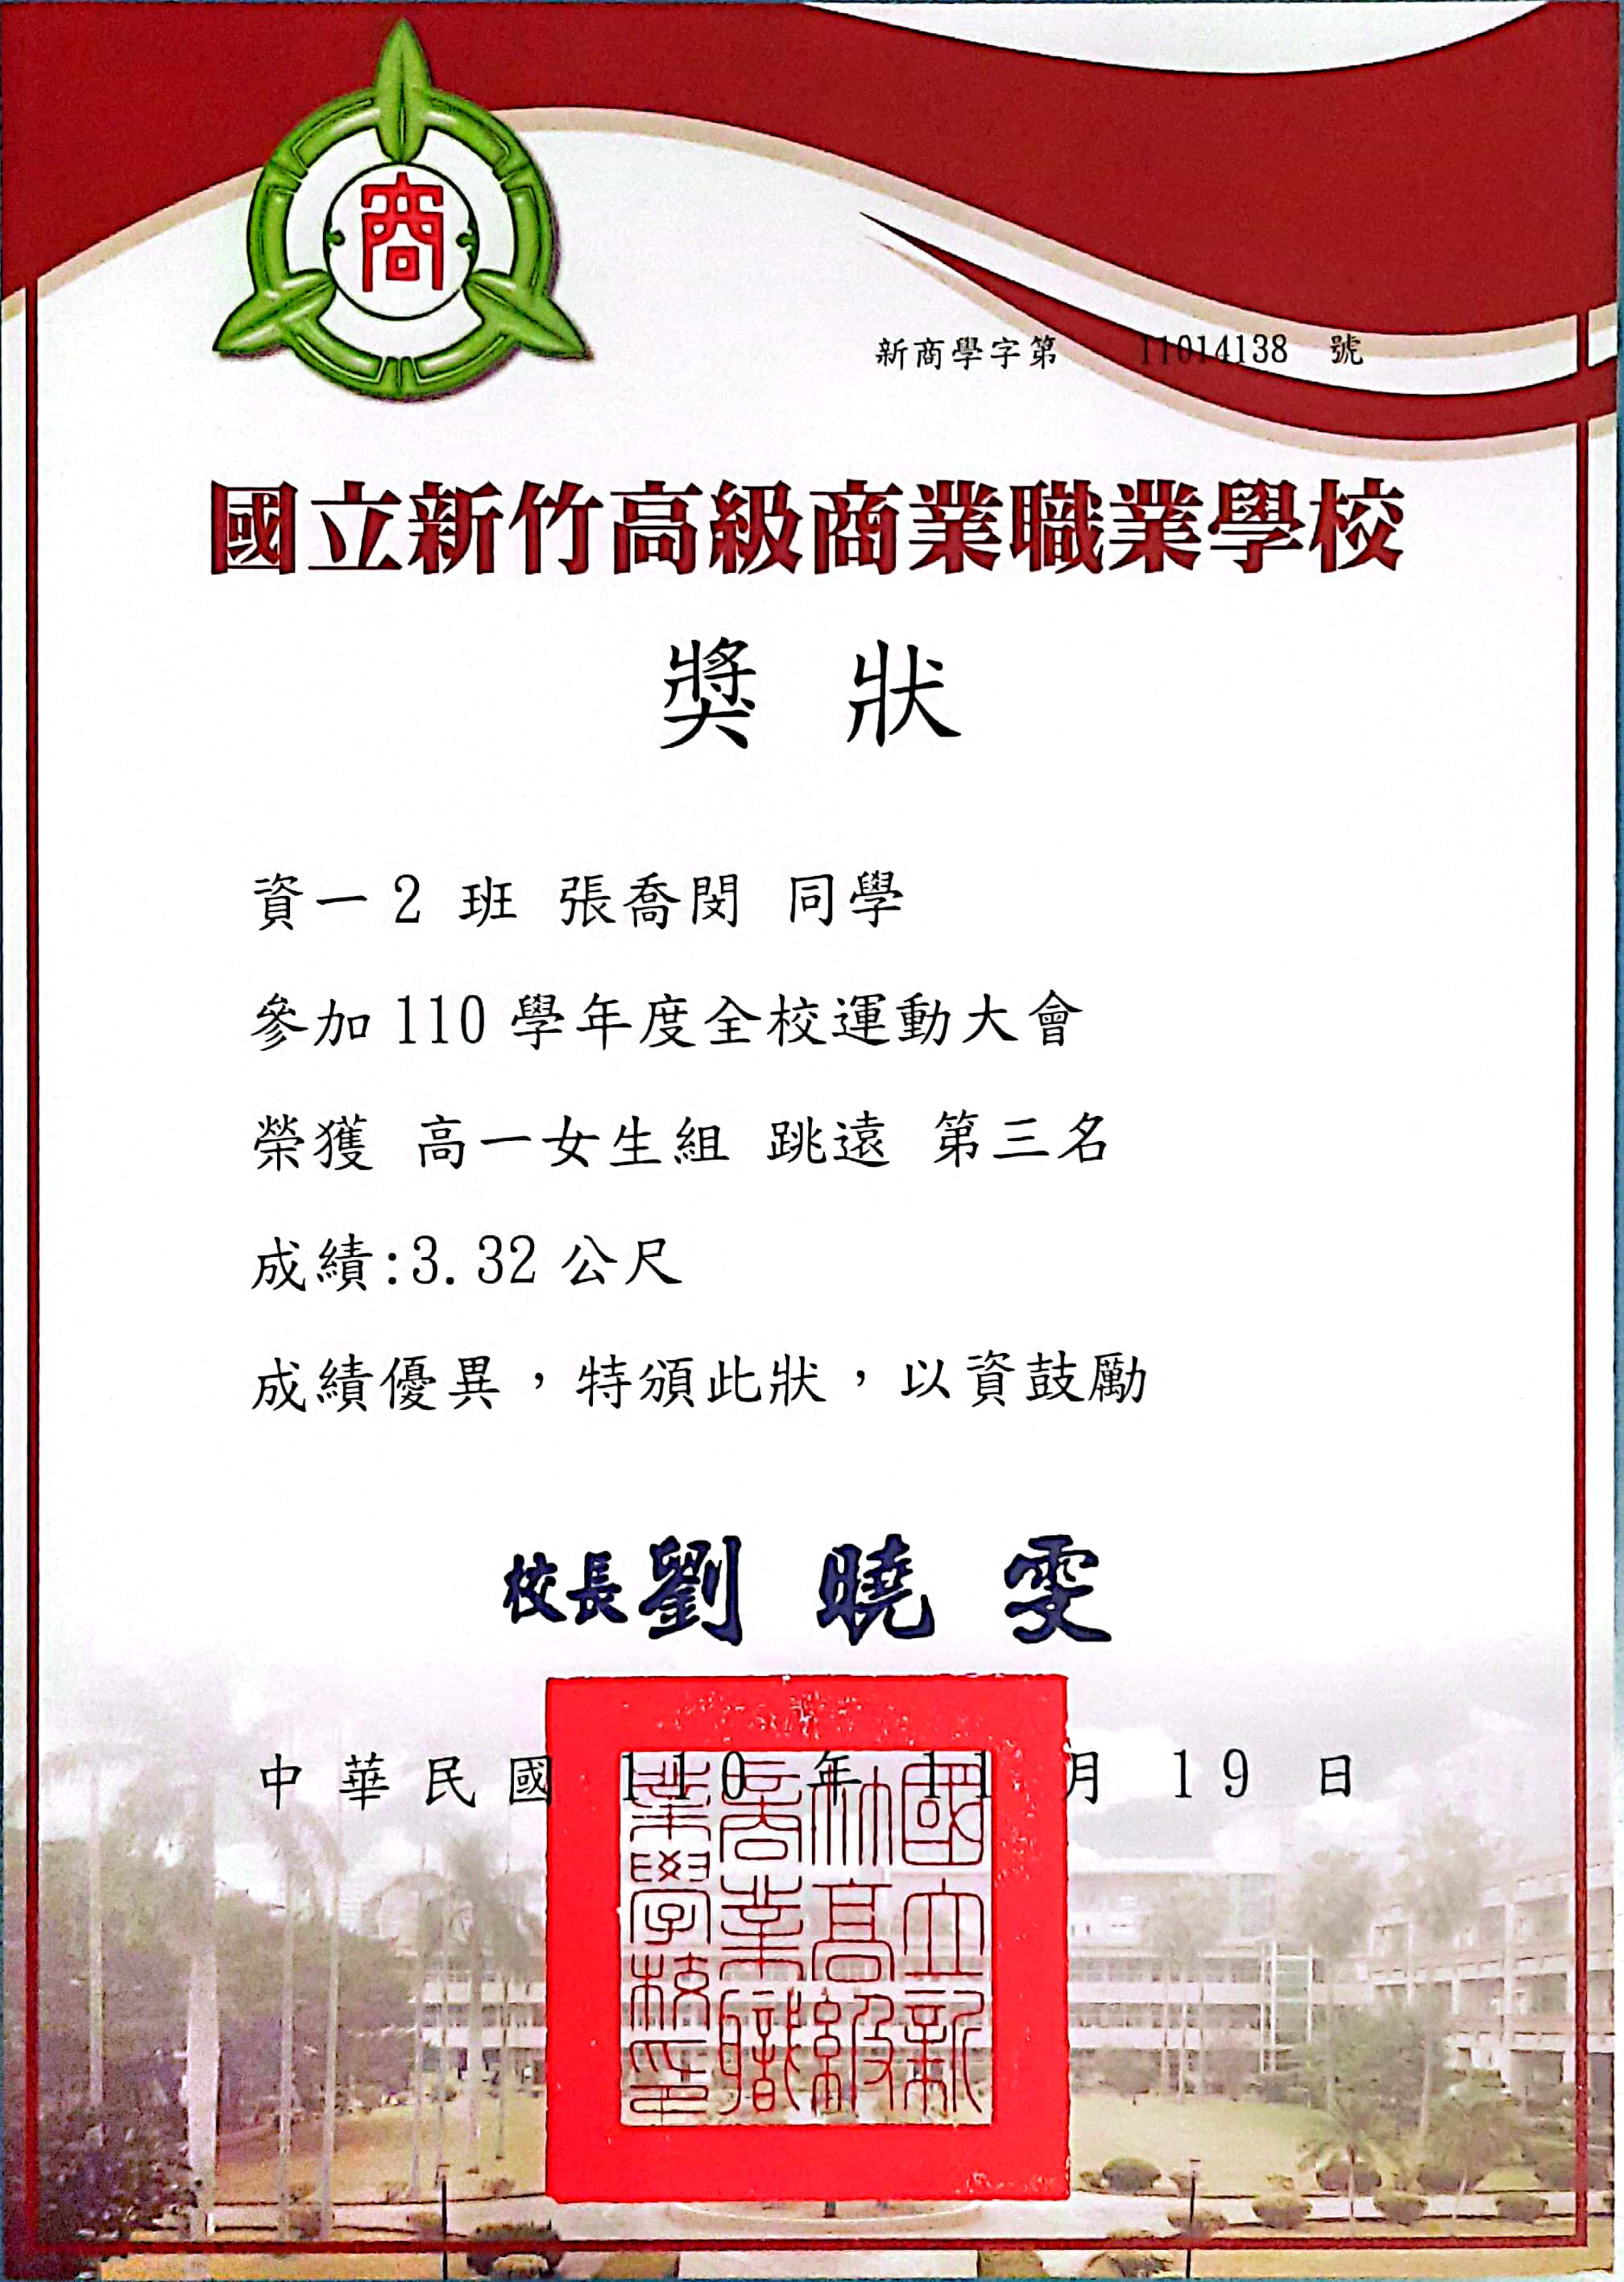 商
新商學字第 11014138 號
國立新竹高級商業職業學校
獎 狀
資一2 班 張喬閔 同學
參加110學年度全校運動大會
榮獲 高一女生組 跳遠 第三名
成績:3.32公尺
成績優異，特頒此狀，以資鼓勵
校長劉曉雯
中華民國 110 年 11 月 19 日
國立新
竹高級
商業職
業學校印